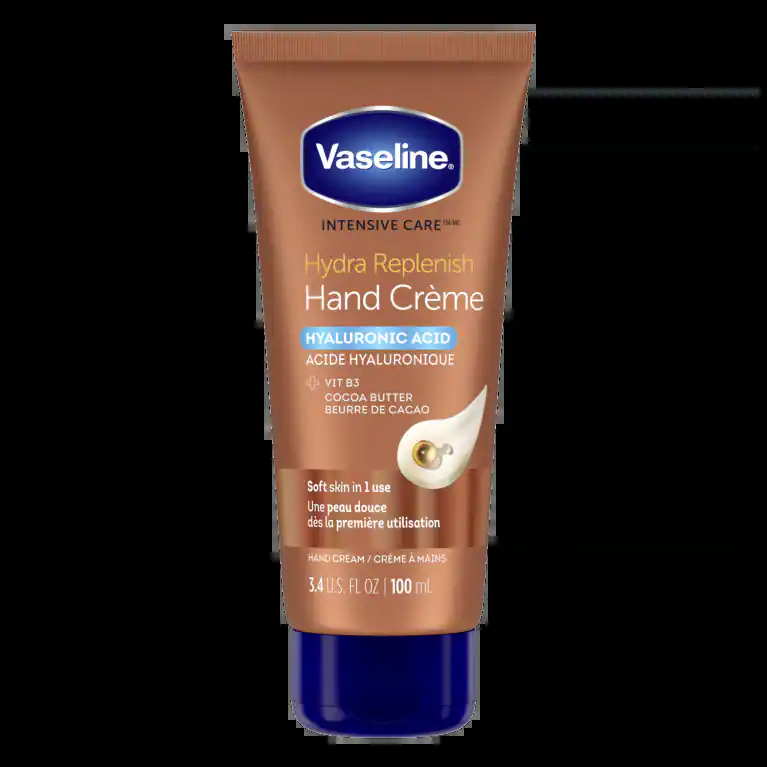 Vaseline®
INTENSIVE CARE™/MC
Hydra Replenish
Hand Crème
HYALURONIC ACID
ACIDE HYALURONIQUE
+ VIT B3
COCOA BUTTER
BEURRE DE CACAO
Soft skin in 1 use
Une peau douce
dès la première utilisation
HAND CREAM / CRÈME À MAINS
3.4 U.S. FL OZ | 100 mL